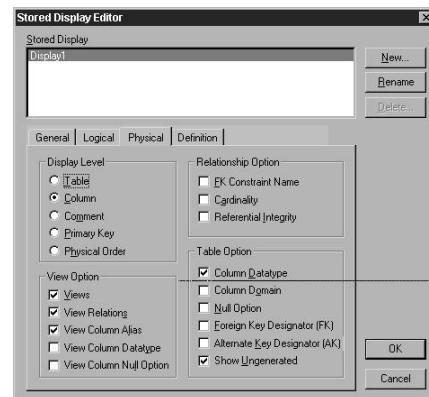 Stored Display Editor
Stored Display
Display1
New...
Rename
Delete...
General Logical Physical Definition
Display Level
Table
Column
Comment
Primary Key
Physical Order
View Option
Views
View Relations
View Column Alias
View Column Datatype
View Column Null Option
Relationship Option
FK Constraint Name
Cardinality
Referential Integrity
Table Option
Column Datatype
Column Domain
Null Option
Foreign Key Designator (FK)
Alternate Key Designator (AK)
Show Ungenerated
OK
Cancel